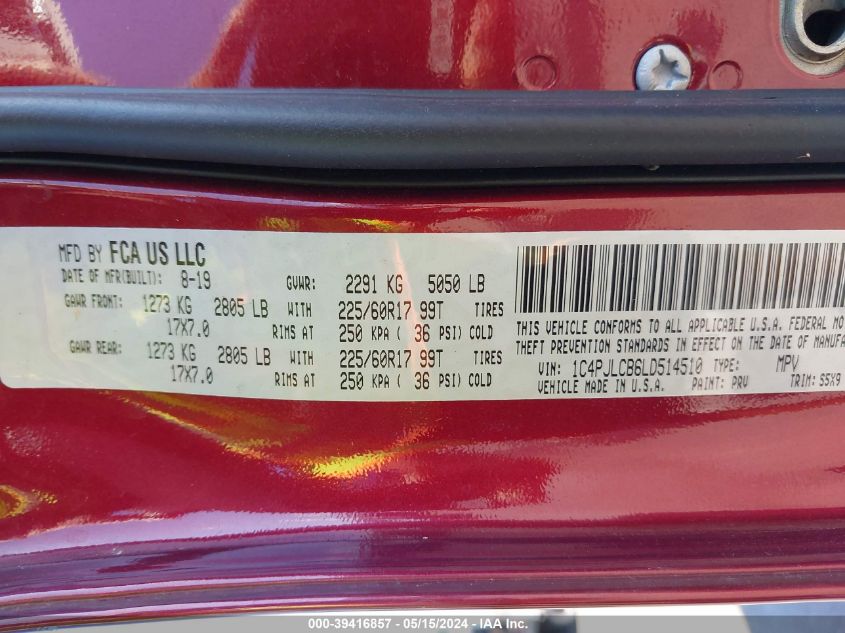 MFD BY FCA US LLC
DATE OF MFR(BUILT): 8-19 GVWR: 2291 KG 5050 LB
GAWR FRONT: 1273 KG 2805 LB WITH 225/60R17 99T TIRES
17X7.0 RIMS AT 250 KPA ( 36 PSI) COLD
GAWR REAR: 1273 KG 2805 LB WITH 225/60R17 99T TIRES
17X7.0 RIMS AT 250 KPA ( 36 PSI) COLD
THIS VEHICLE CONFORMS TO ALL APPLICABLE U.S.A. FEDERAL MO
THEFT PREVENTION STANDARDS IN EFFECT ON THE DATE OF MANUFA
VIN: 1C4PJLCB6LD514510 TYPE: MPV
VEHICLE MADE IN U.S.A. PAINT: PRV TRIM: S5X9
000-39416857 - 05/15/2024 - IAA Inc.